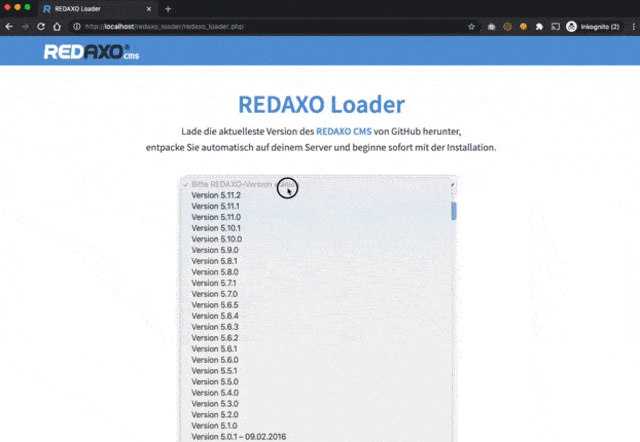 REDAXO Loader
http://localhost/redaxo_loader/redaxo_loader.php
Inkognito (2)
REDAXO cms
REDAXO Loader
Lade die aktuelleste Version des REDAXO CMS von GitHub herunter,
entpacke Sie automatisch auf deinem Server und beginne sofort mit der Installation.
Bitte REDAXO-Version wählen
Version 5.11.2
Version 5.11.1
Version 5.11.0
Version 5.10.1
Version 5.10.0
Version 5.9.0
Version 5.8.1
Version 5.8.0
Version 5.7.1
Version 5.7.0
Version 5.6.5
Version 5.6.4
Version 5.6.3
Version 5.6.2
Version 5.6.1
Version 5.6.0
Version 5.5.1
Version 5.5.0
Version 5.4.0
Version 5.3.0
Version 5.2.0
Version 5.1.0
Version 5.0.1 – 09.02.2016